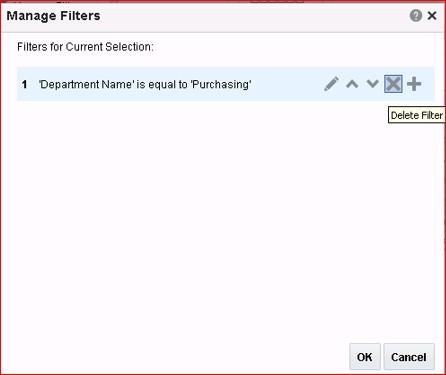 Manage Filters
Filters for Current Selection:
1 'Department Name' is equal to 'Purchasing'
Delete Filter
OK Cancel